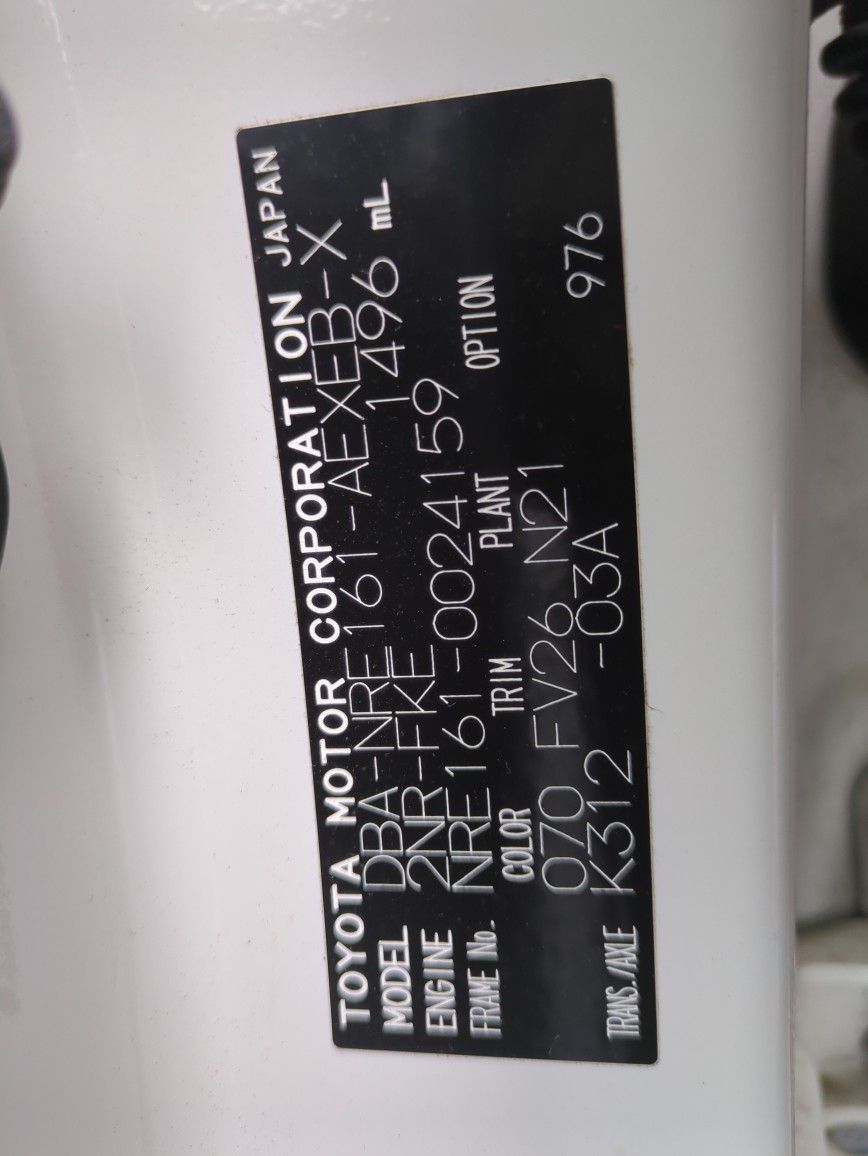 TOYOTA MOTOR CORPORATION JAPAN
MODEL DBA-NRE161-AEXEB-X
ENGINE 2NR-FKE 1496 mL
FRAME No. NRE161-0024159
COLOR TRIM PLANT OPTION
070 FV26 N21
TRANS./AXLE K312 -03A 976